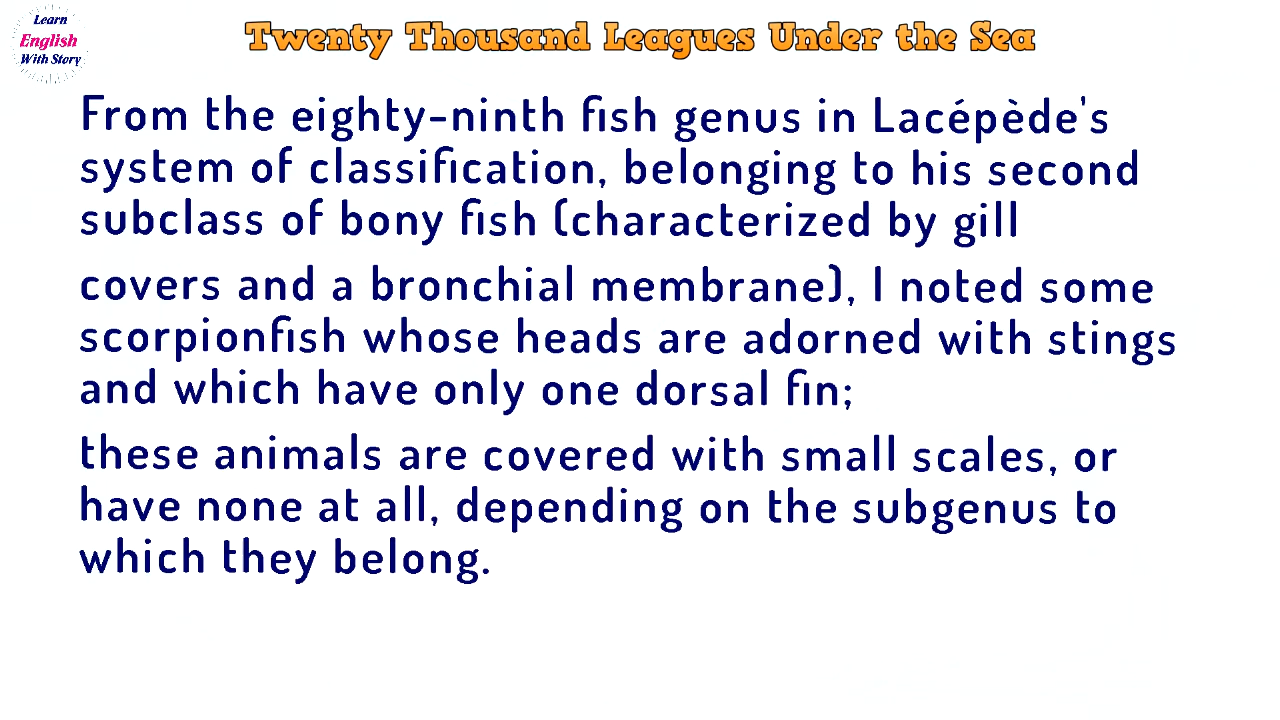 Learn
English
With Story
Twenty Thousand Leagues Under the Sea
From the eighty-ninth fish genus in Lacépède's
system of classification, belonging to his second
subclass of bony fish (characterized by gill
covers and a bronchial membrane), I noted some
scorpionfish whose heads are adorned with stings
and which have only one dorsal fin;
these animals are covered with small scales, or
have none at all, depending on the subgenus to
which they belong.